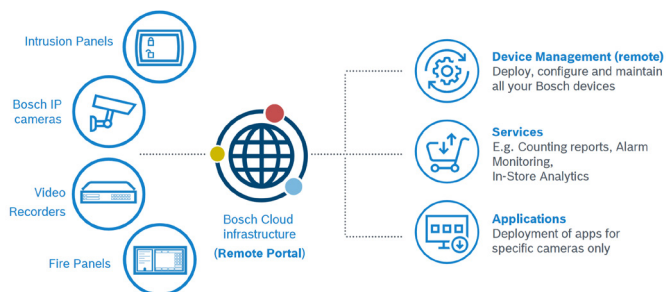 Intrusion Panels
Bosch IP
cameras
Video
Recorders
Fire Panels
Bosch Cloud
infrastructure
(Remote Portal)
Device Management (remote)
Deploy, configure and maintain
all your Bosch devices
Services
E.g. Counting reports, Alarm
Monitoring,
In-Store Analytics
Applications
Deployment of apps for
specific cameras only